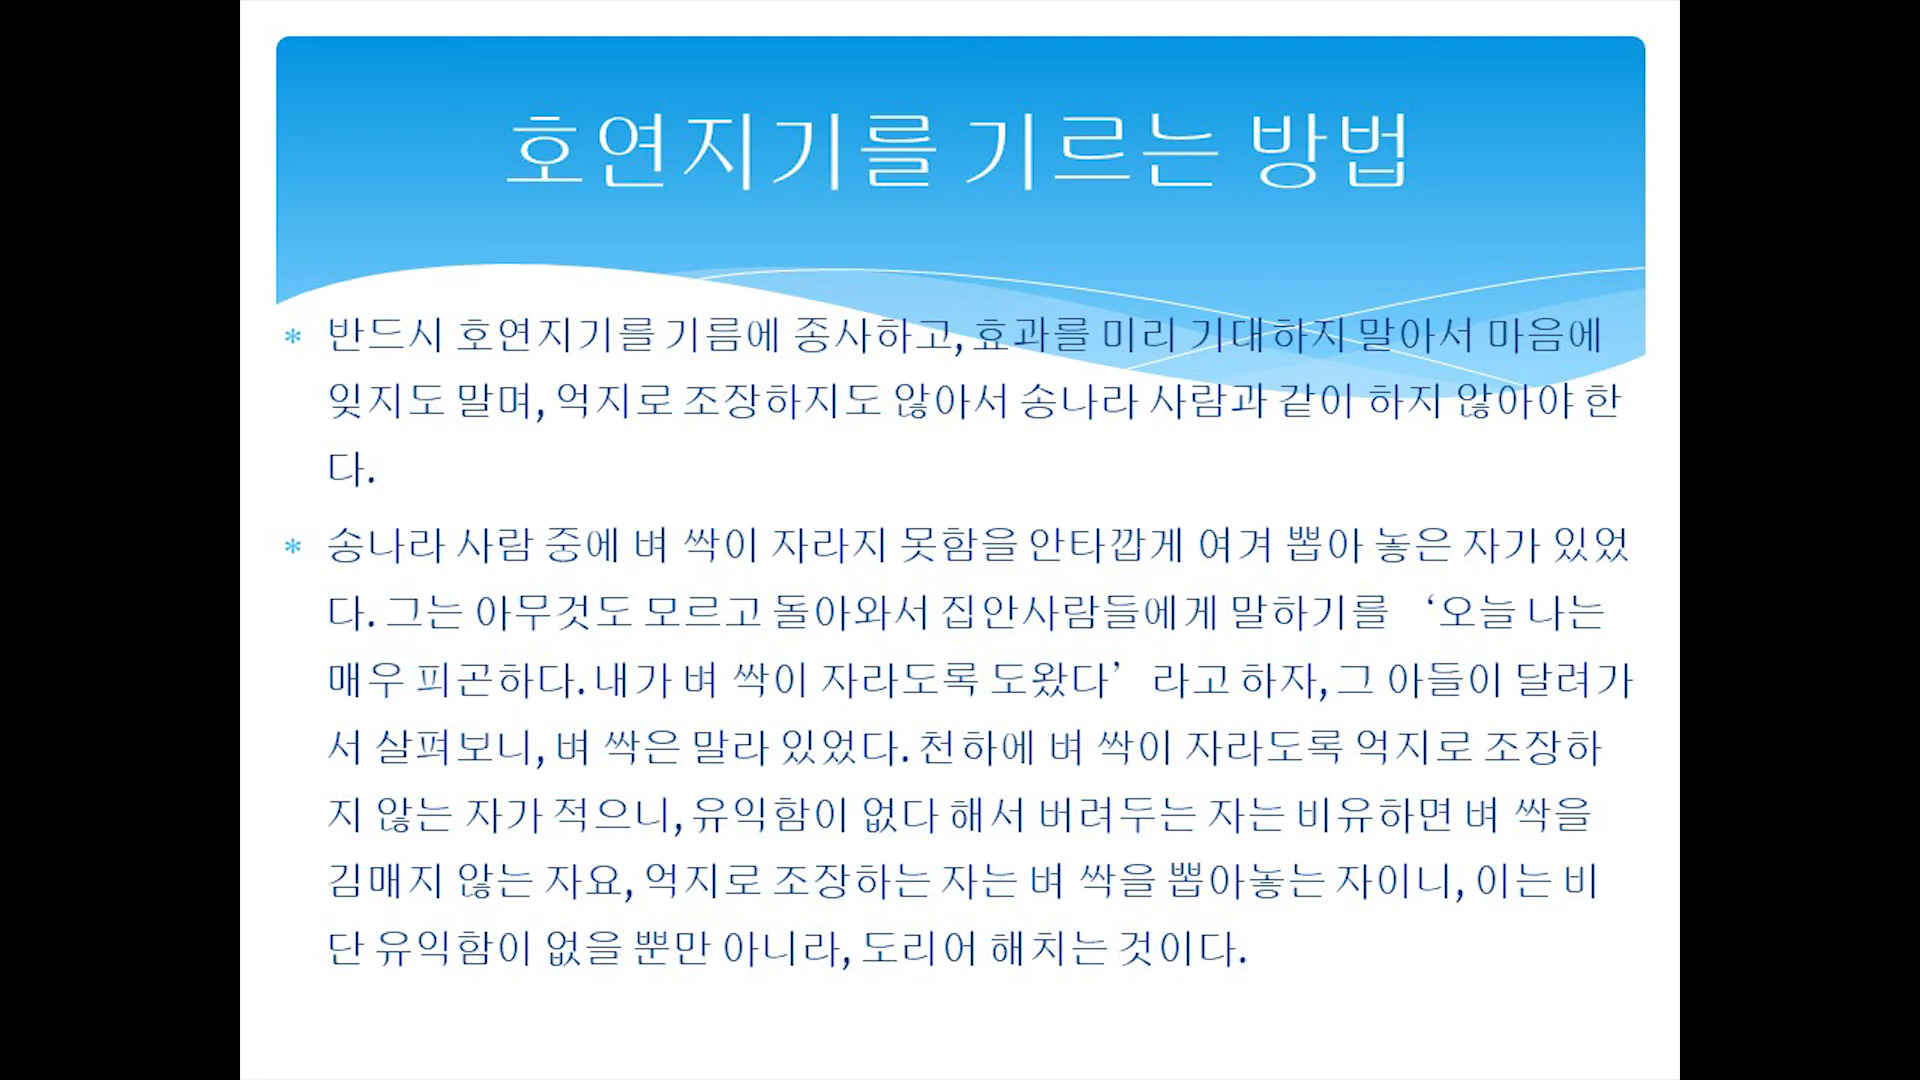 호연지기를 기르는 방법
* 반드시 호연지기를 기름에 종사하고, 효과를 미리 기대하지 말아서 마음에
잊지도 말며, 억지로 조장하지도 않아서 송나라 사람과 같이 하지 않아야 한
다.
* 송나라 사람 중에 벼 싹이 자라지 못함을 안타깝게 여겨 뽑아 놓은 자가 있었
다. 그는 아무것도 모르고 돌아와서 집안사람들에게 말하기를 ‘오늘 나는
매우 피곤하다. 내가 벼 싹이 자라도록 도왔다’ 라고 하자, 그 아들이 달려가
서 살펴보니, 벼 싹은 말라 있었다. 천하에 벼 싹이 자라도록 억지로 조장하
지 않는 자가 적으니, 유익함이 없다 해서 버려두는 자는 비유하면 벼 싹을
김매지 않는 자요, 억지로 조장하는 자는 벼 싹을 뽑아놓는 자이니, 이는 비
단 유익함이 없을 뿐만 아니라, 도리어 해치는 것이다.